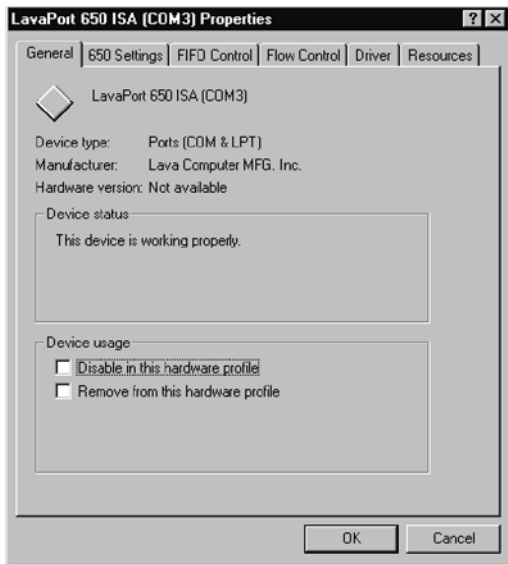 LavaPort 650 ISA (COM3) Properties ? ×
General 650 Settings FIFO Control Flow Control Driver Resources
LavaPort 650 ISA (COM3)
Device type: Ports (COM & LPT)
Manufacturer: Lava Computer MFG. Inc.
Hardware version: Not available
Device status
This device is working properly.
Device usage
Disable in this hardware profile
Remove from this hardware profile
OK Cancel